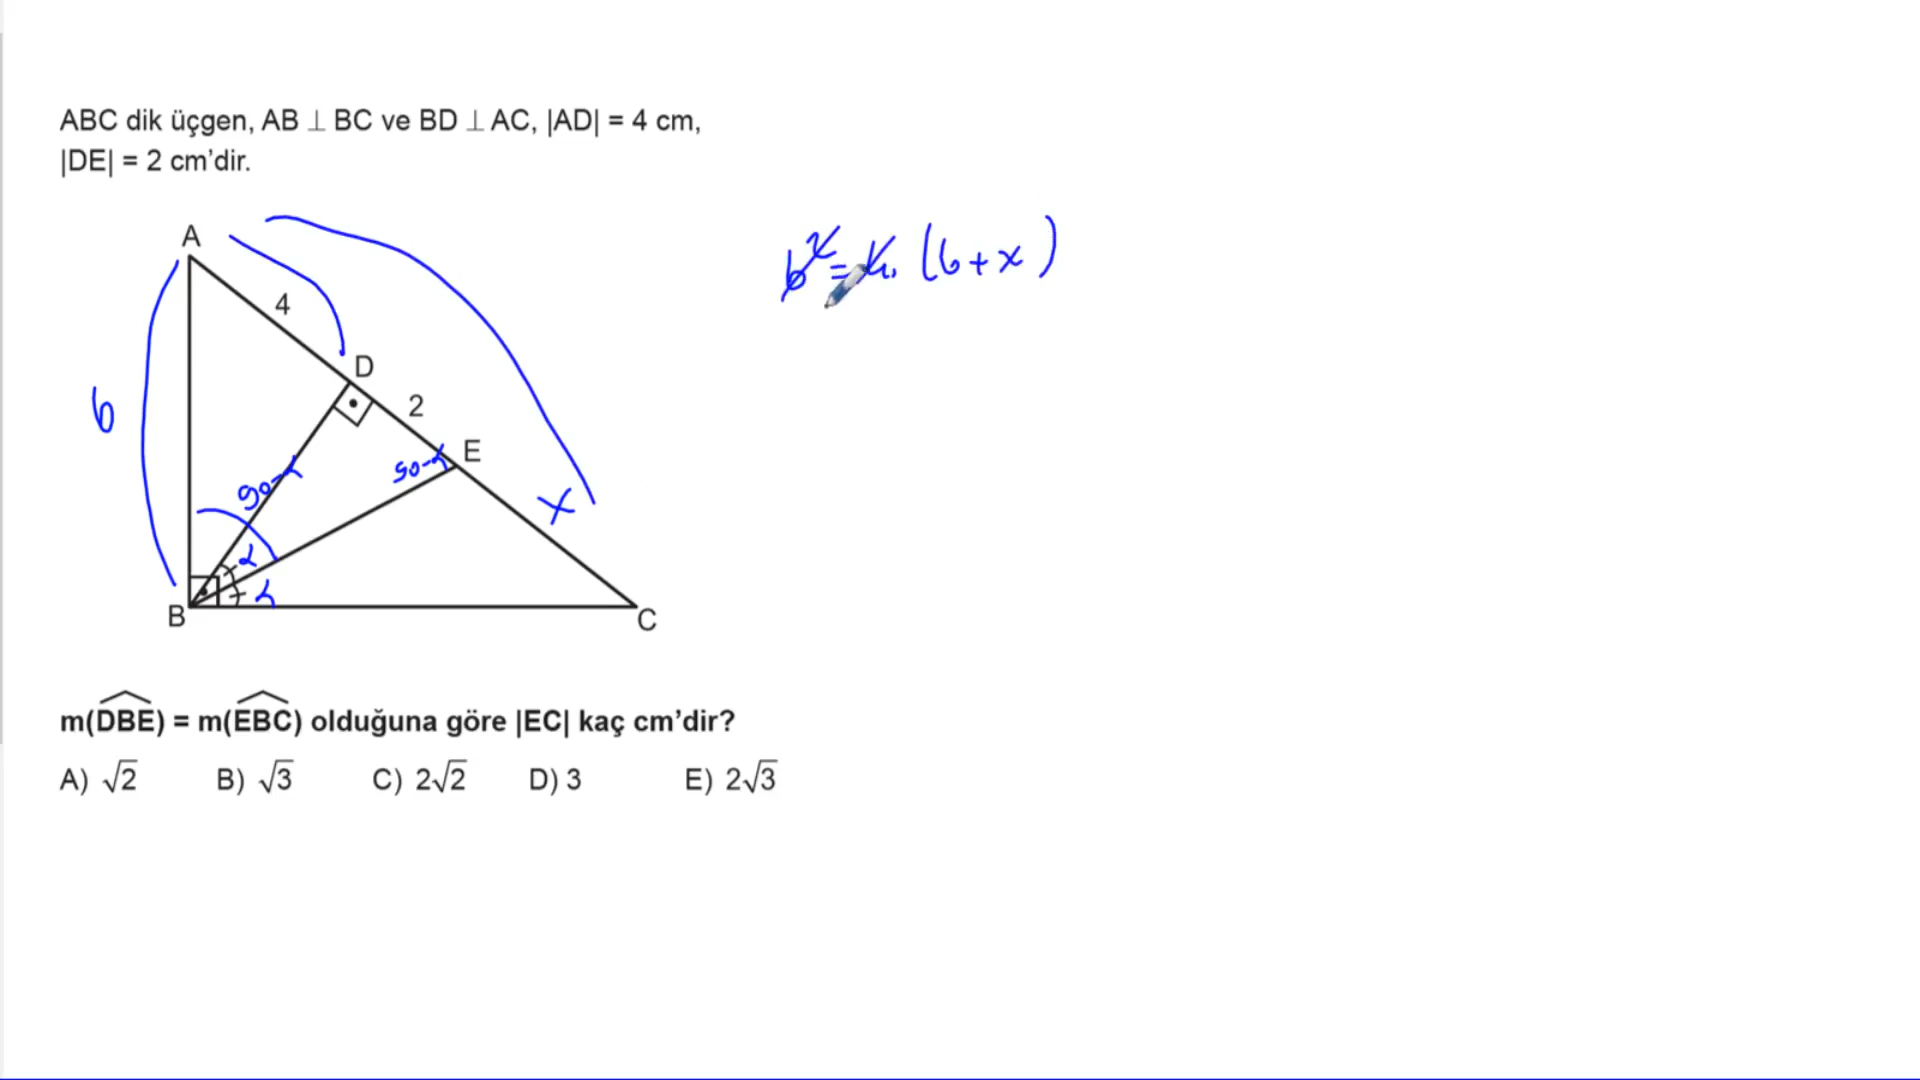 ABC dik üçgen, AB ⊥ BC ve BD ⊥ AC, |AD| = 4 cm,
|DE| = 2 cm'dir.
A
4
D
2
E
6
90-α
90-α
x
α
α
B
C
6² = 4.(6+x)
m(DBE) = m(EBC) olduğuna göre |EC| kaç cm'dir?
A) √2 B) √3 C) 2√2 D) 3 E) 2√3